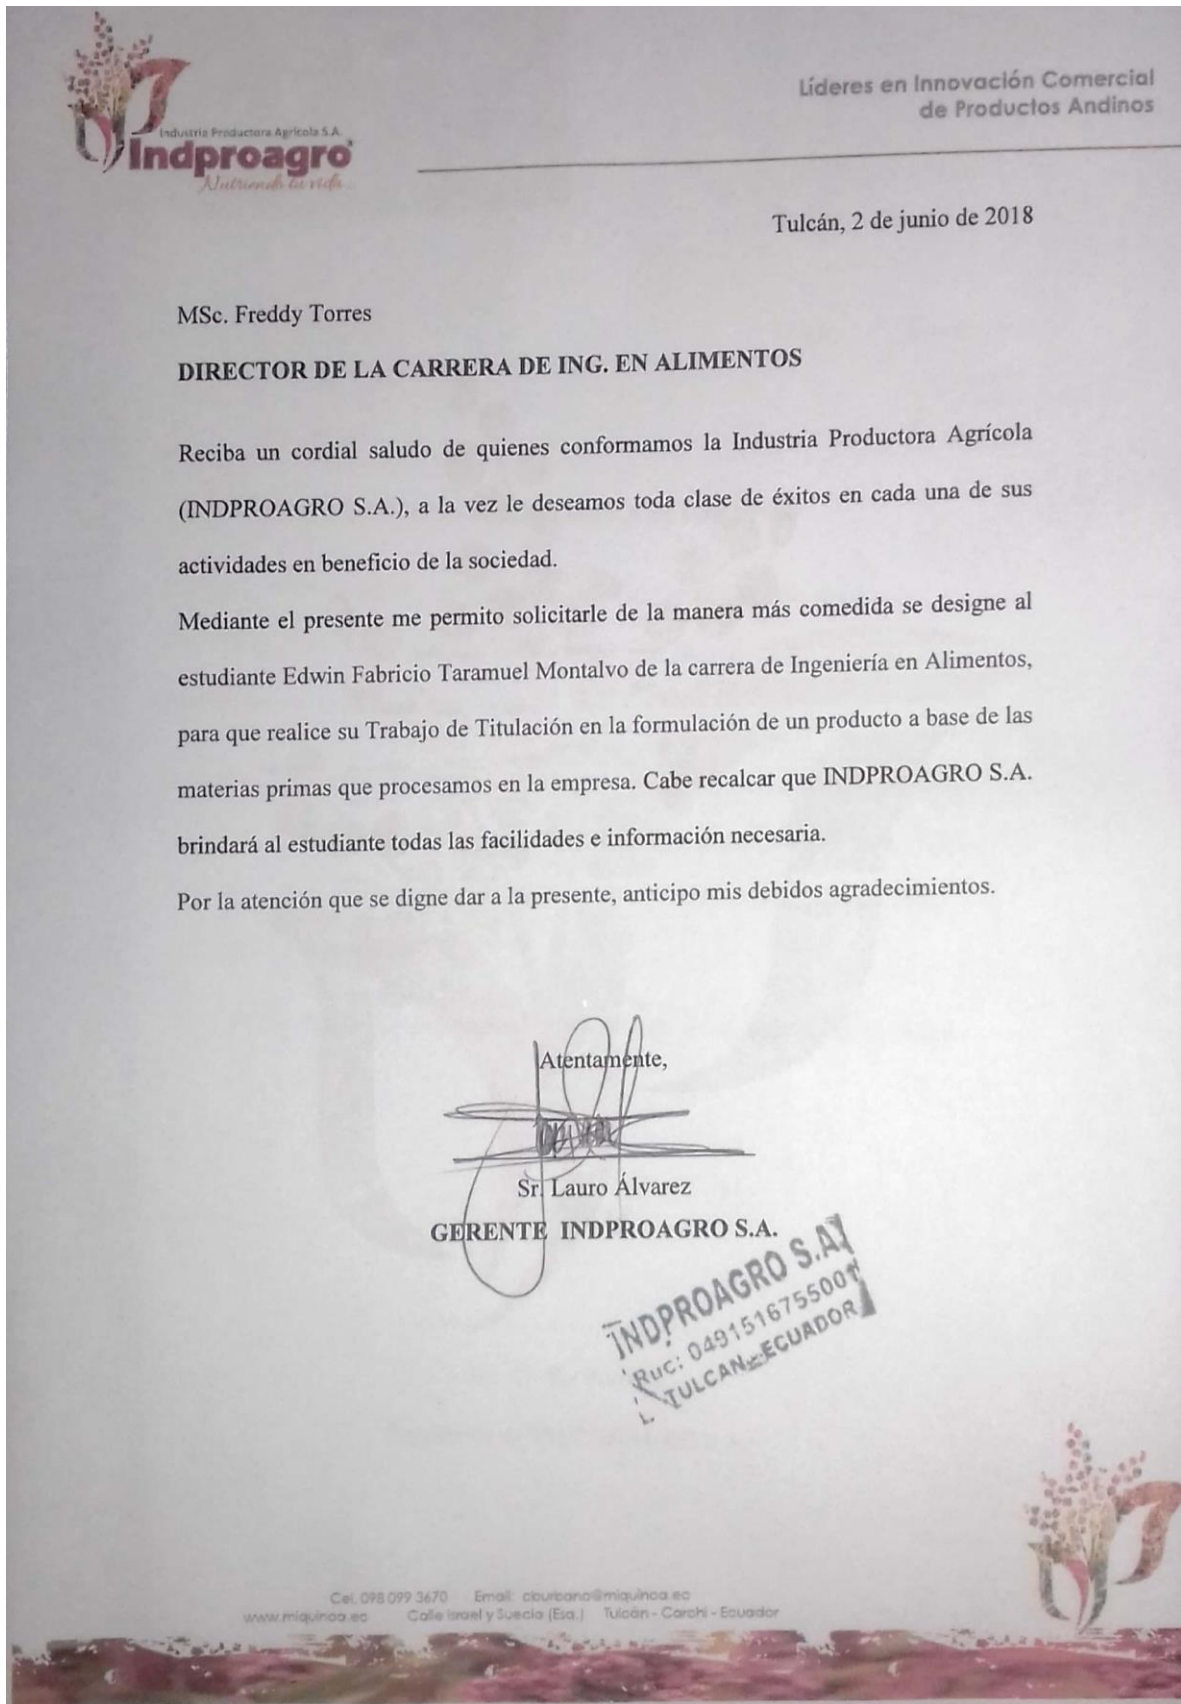 Industria Productora Agrícola S.A.
Indproagro
Nutriendo tu vida...
Líderes en Innovación Comercial
de Productos Andinos
Tulcán, 2 de junio de 2018
MSc. Freddy Torres
DIRECTOR DE LA CARRERA DE ING. EN ALIMENTOS
Reciba un cordial saludo de quienes conformamos la Industria Productora Agrícola
(INDPROAGRO S.A.), a la vez le deseamos toda clase de éxitos en cada una de sus
actividades en beneficio de la sociedad.
Mediante el presente me permito solicitarle de la manera más comedida se designe al
estudiante Edwin Fabricio Taramuel Montalvo de la carrera de Ingeniería en Alimentos,
para que realice su Trabajo de Titulación en la formulación de un producto a base de las
materias primas que procesamos en la empresa. Cabe recalcar que INDPROAGRO S.A.
brindará al estudiante todas las facilidades e información necesaria.
Por la atención que se digne dar a la presente, anticipo mis debidos agradecimientos.
Atentamente,
Sr. Lauro Álvarez
GERENTE INDPROAGRO S.A.
INDPROAGRO S.A.
Ruc: 0491516755001
TULCAN-ECUADOR
Cel. 098 099 3670 Email: cburbano@miquinoa.ec
www.miquinoa.ec Calle Israel y Suecia (Esq.) Tulcán - Carchi - Ecuador